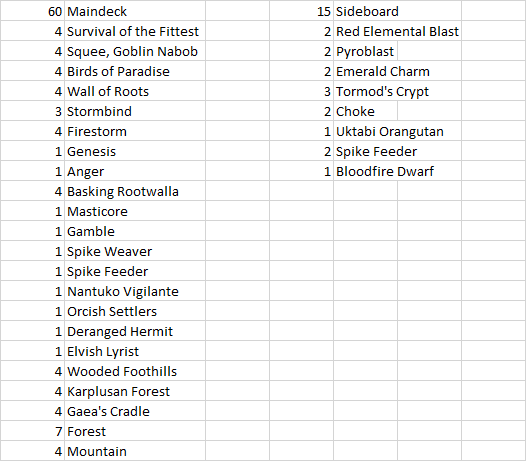 60 Maindeck 15 Sideboard
4 Survival of the Fittest 2 Red Elemental Blast
4 Squee, Goblin Nabob 2 Pyroblast
4 Birds of Paradise 2 Emerald Charm
4 Wall of Roots 3 Tormod's Crypt
3 Stormbind 2 Choke
4 Firestorm 1 Uktabi Orangutan
1 Genesis 2 Spike Feeder
1 Anger 1 Bloodfire Dwarf
4 Basking Rootwalla
1 Masticore
1 Gamble
1 Spike Weaver
1 Spike Feeder
1 Nantuko Vigilante
1 Orcish Settlers
1 Deranged Hermit
1 Elvish Lyrist
4 Wooded Foothills
4 Karplusan Forest
4 Gaea's Cradle
7 Forest
4 Mountain